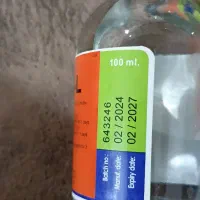 100 ml.
L
Batch no.: 643246
Manuf. date: 02 / 2024
Expiry date: 02 / 2027